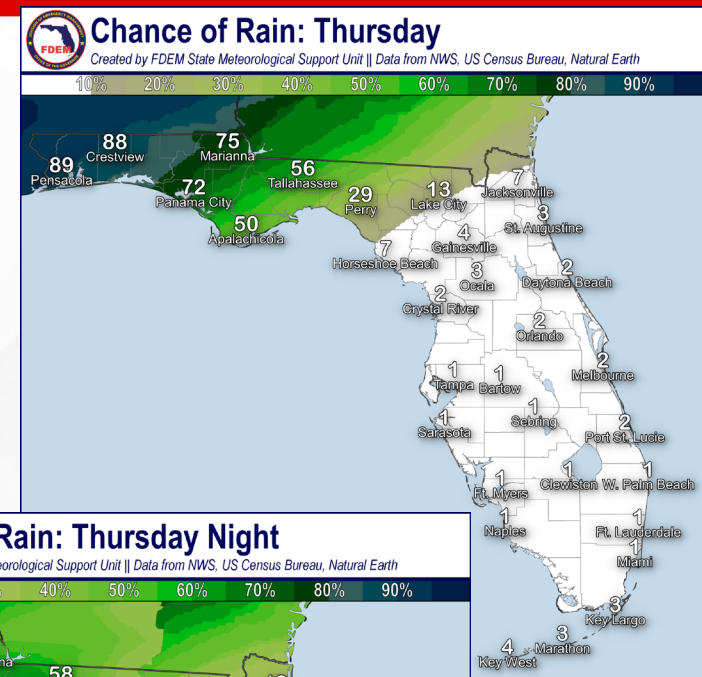 Chance of Rain: Thursday
FDEM
Created by FDEM State Meteorological Support Unit || Data from NWS, US Census Bureau, Natural Earth
10% 20% 30% 40% 50% 60% 70% 80% 90%
88
Crestview
75
Marianna
89
Pensacola
56
Tallahassee
72
Panama City
29
Perry
13
Lake City
7
Jacksonville
50
Apalachicola
3
St. Augustine
4
Gainesville
7
Horseshoe Beach
3
Ocala
2
Daytona Beach
2
Crystal River
2
Orlando
2
Melbourne
1
Tampa
1
Bartow
1
Sebring
1
Sarasota
2
Port St. Lucie
1
Clewiston
1
W. Palm Beach
1
Ft. Myers
1
Naples
1
Ft. Lauderdale
1
Miami
3
Key Largo
3
Marathon
4
Key West
Rain: Thursday Night
eorological Support Unit || Data from NWS, US Census Bureau, Natural Earth
40% 50% 60% 70% 80% 90%
na
58